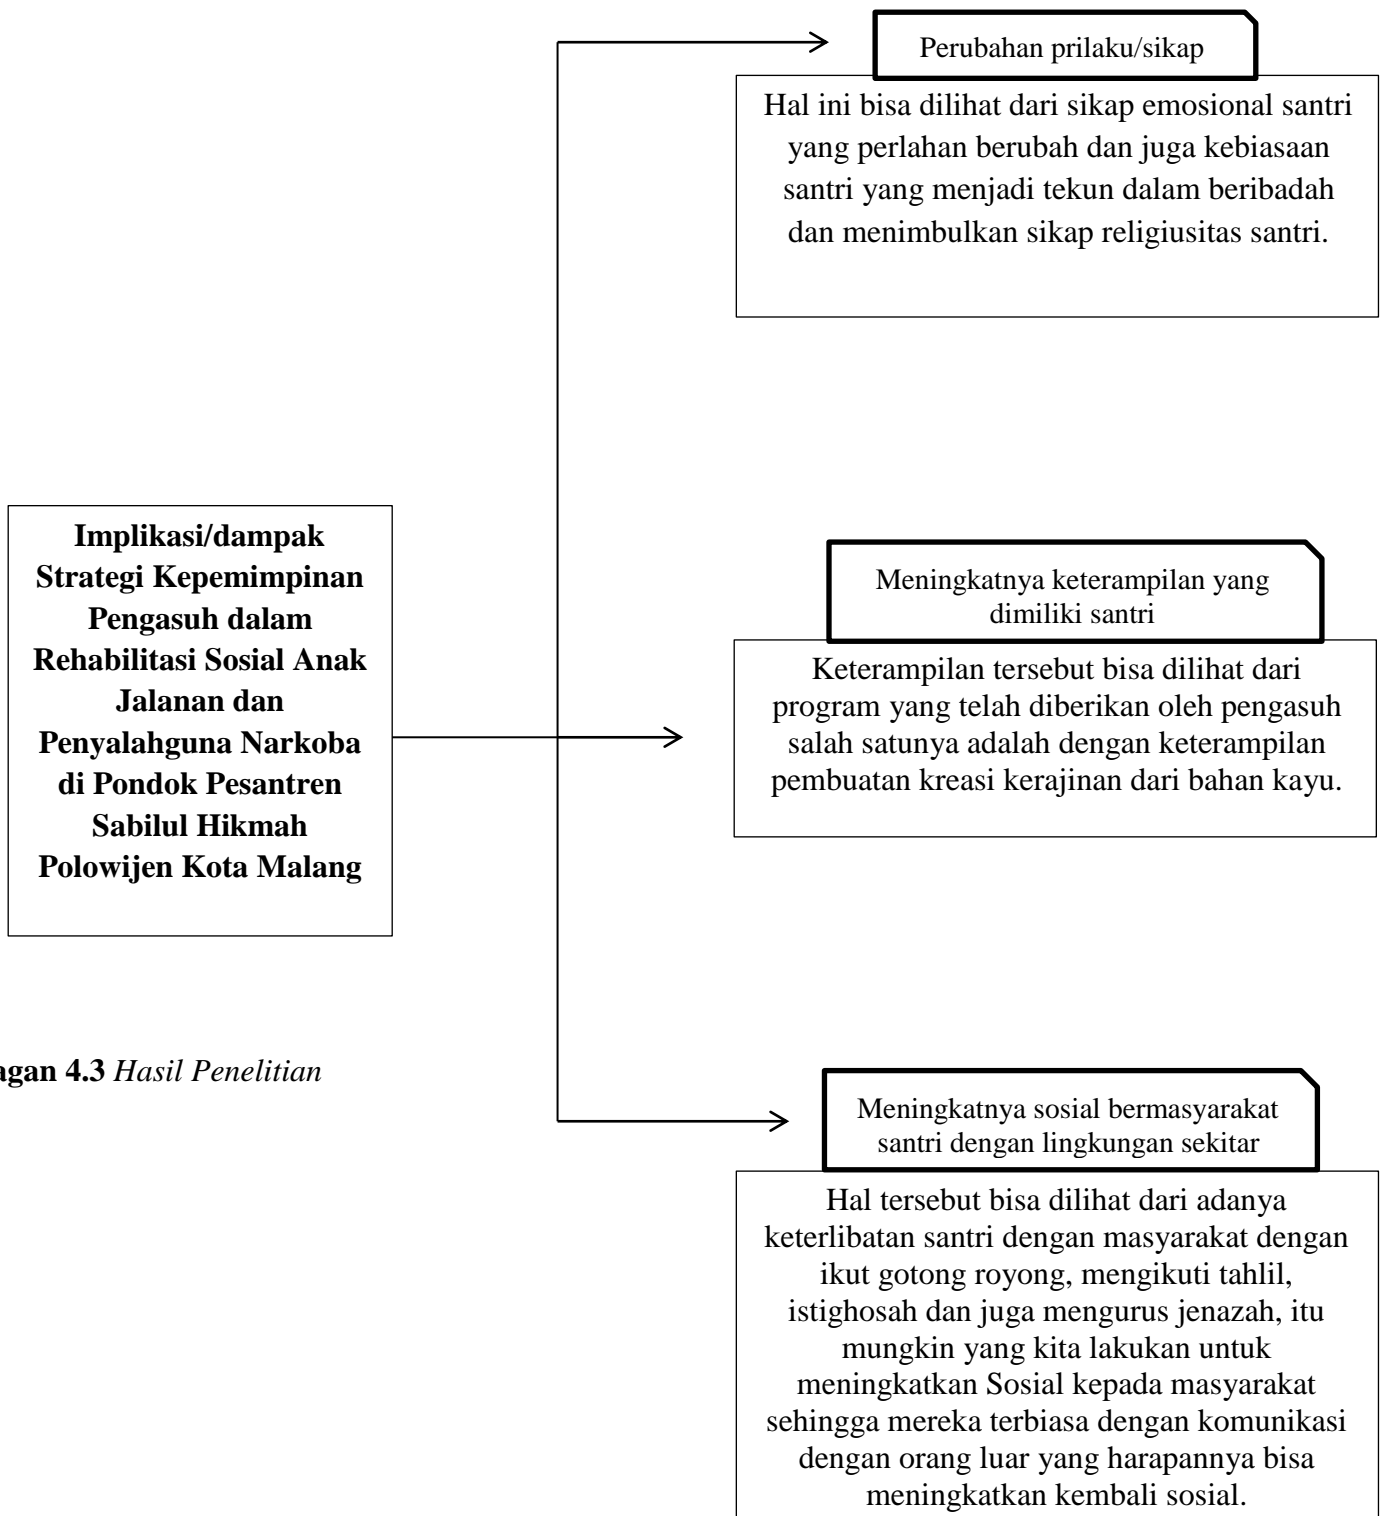 Perubahan prilaku/sikap
Hal ini bisa dilihat dari sikap emosional santri
yang perlahan berubah dan juga kebiasaan
santri yang menjadi tekun dalam beribadah
dan menimbulkan sikap religiusitas santri.
Implikasi/dampak
Strategi Kepemimpinan
Pengasuh dalam
Rehabilitasi Sosial Anak
Jalanan dan
Penyalahguna Narkoba
di Pondok Pesantren
Sabilul Hikmah
Polowijen Kota Malang
Meningkatnya keterampilan yang
dimiliki santri
Keterampilan tersebut bisa dilihat dari
program yang telah diberikan oleh pengasuh
salah satunya adalah dengan keterampilan
pembuatan kreasi kerajinan dari bahan kayu.
agan 4.3 Hasil Penelitian
Meningkatnya sosial bermasyarakat
santri dengan lingkungan sekitar
Hal tersebut bisa dilihat dari adanya
keterlibatan santri dengan masyarakat dengan
ikut gotong royong, mengikuti tahlil,
istighosah dan juga mengurus jenazah, itu
mungkin yang kita lakukan untuk
meningkatkan Sosial kepada masyarakat
sehingga mereka terbiasa dengan komunikasi
dengan orang luar yang harapannya bisa
meningkatkan kembali sosial.